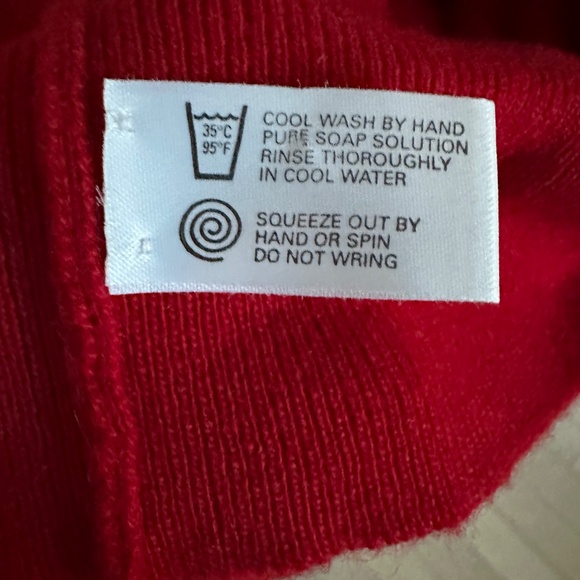 35°C
95°F
COOL WASH BY HAND
PURE SOAP SOLUTION
RINSE THOROUGHLY
IN COOL WATER
SQUEEZE OUT BY
HAND OR SPIN
DO NOT WRING